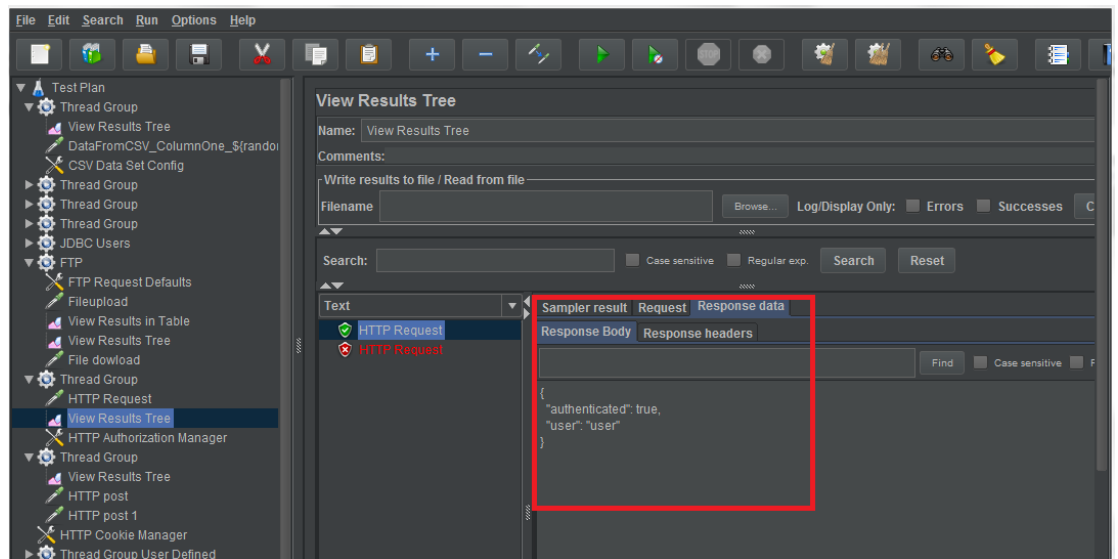 File Edit Search Run Options Help
STOP
Test Plan
Thread Group
View Results Tree
DataFromCSV_ColumnOne_${randor
CSV Data Set Config
Thread Group
Thread Group
Thread Group
JDBC Users
FTP
FTP Request Defaults
Fileupload
View Results in Table
View Results Tree
File dowload
Thread Group
HTTP Request
View Results Tree
HTTP Authorization Manager
Thread Group
View Results Tree
HTTP post
HTTP post 1
HTTP Cookie Manager
Thread Group User Defined
View Results Tree
Name: View Results Tree
Comments:
Write results to file / Read from file
Filename Browse... Log/Display Only: Errors Successes C
Search: Case sensitive Regular exp. Search Reset
Text
HTTP Request
HTTP Request
Sampler result Request Response data
Response Body Response headers
Find Case sensitive
{
"authenticated": true,
"user": "user"
}